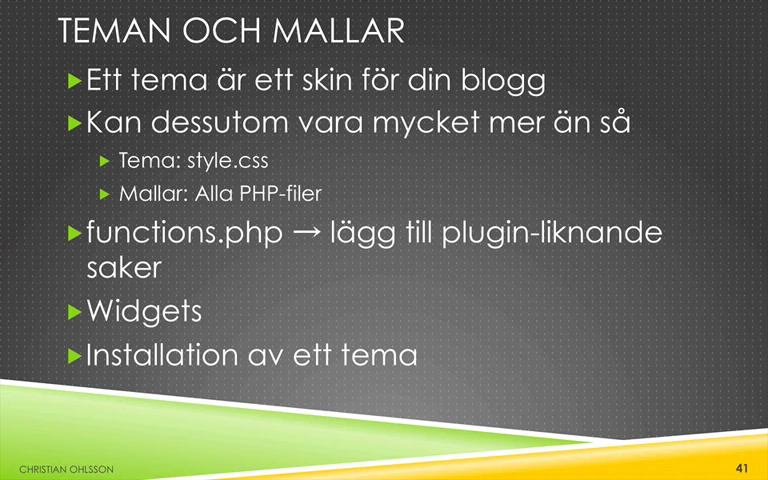 TEMAN OCH MALLAR
Ett tema är ett skin för din blogg
Kan dessutom vara mycket mer än så
Tema: style.css
Mallar: Alla PHP-filer
functions.php → lägg till plugin-liknande
saker
Widgets
Installation av ett tema
CHRISTIAN OHLSSON
41